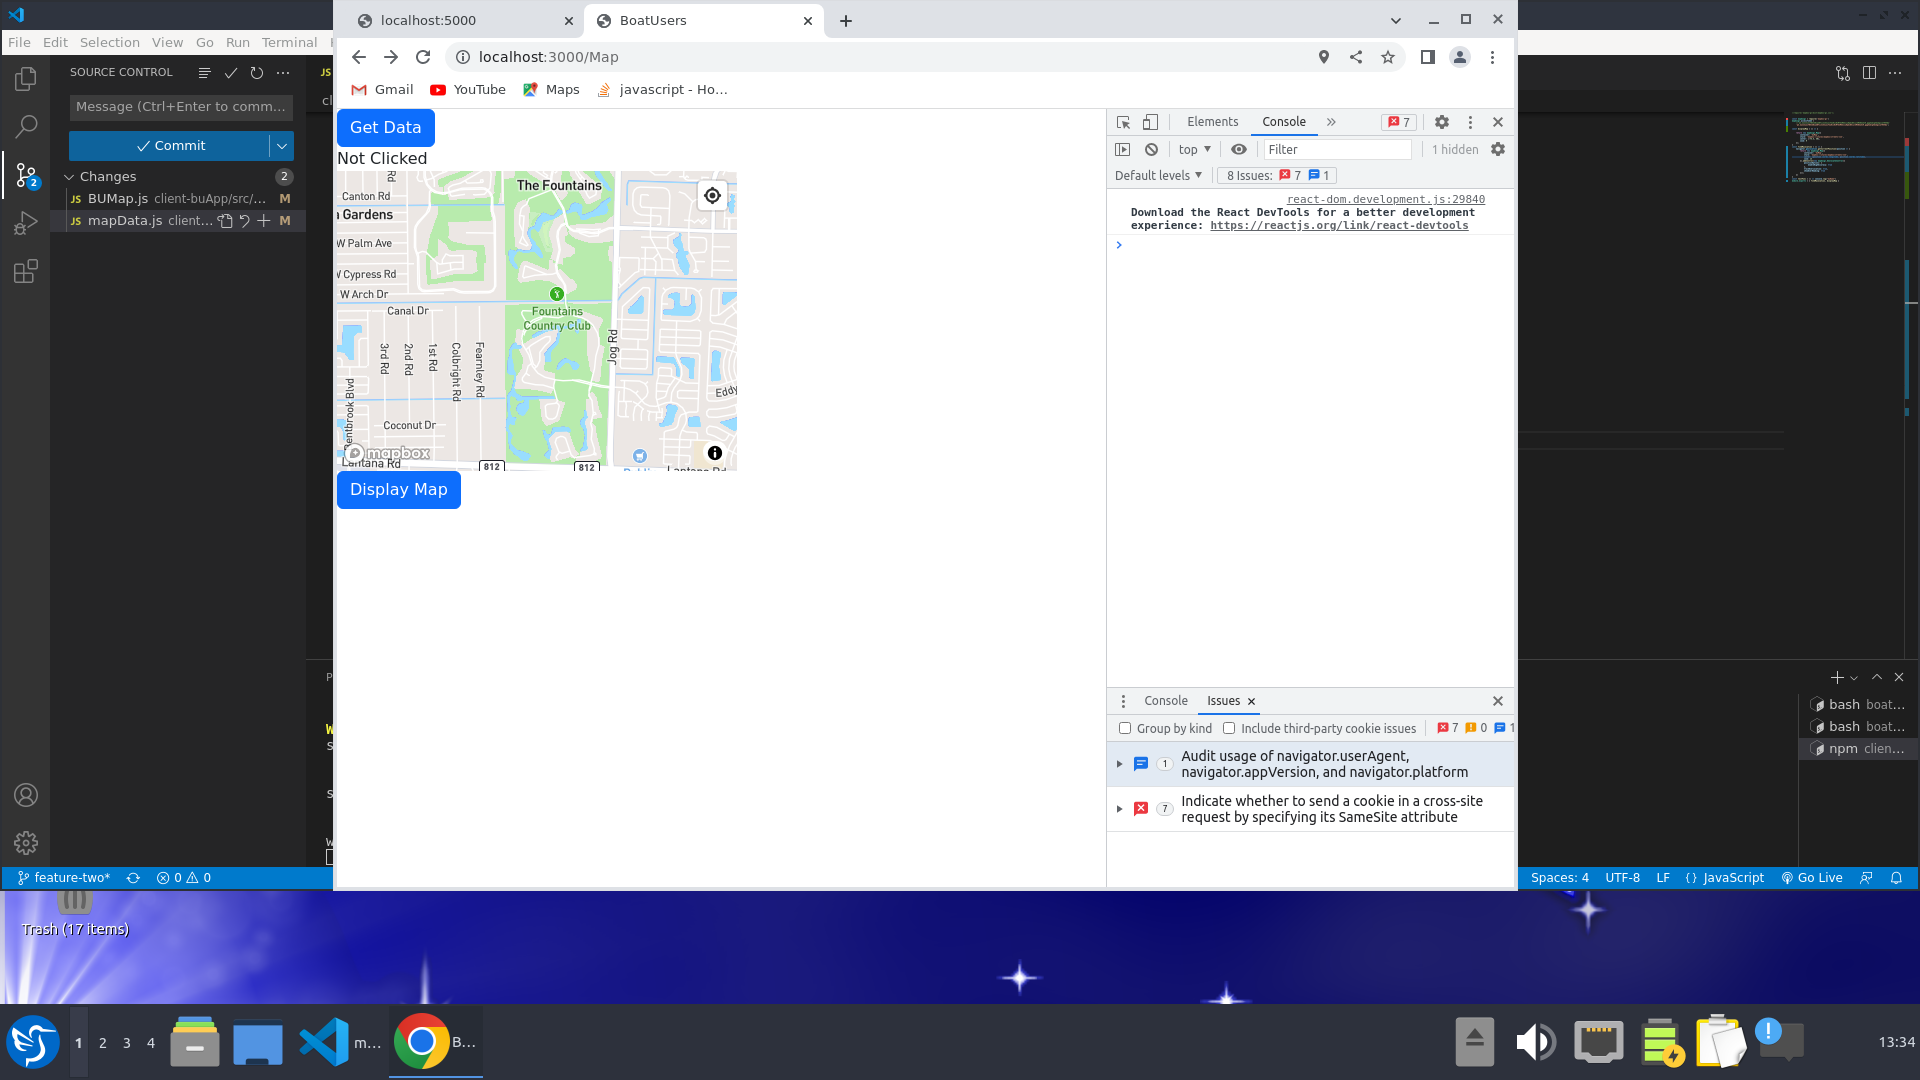 File Edit Selection View Go Run Terminal
SOURCE CONTROL
Message (Ctrl+Enter to comm...
Commit
Changes 2
JS BUMap.js client-buApp/src/... M
JS mapData.js client... M
2
feature-two* 0 0
localhost:5000
BoatUsers
localhost:3000/Map
Gmail YouTube Maps javascript - Ho...
Get Data
Not Clicked
The Fountains
Canton Rd
Gardens
W Palm Ave
W Cypress Rd
W Arch Dr
Canal Dr
Fountains
Country Club
Jog Rd
3rd Rd
2nd Rd
1st Rd
Colbright Rd
Fearnley Rd
Eddy
Coconut Dr
mapbox
Lantana Rd
812
812
Lantana Rd
Display Map
Elements Console 7
top Filter 1 hidden
Default levels 8 Issues: 7 1
react-dom.development.js:29840
Download the React DevTools for a better development
experience: https://reactjs.org/link/react-devtools
Console Issues
Group by kind Include third-party cookie issues 7 0 1
1 Audit usage of navigator.userAgent,
navigator.appVersion, and navigator.platform
7 Indicate whether to send a cookie in a cross-site
request by specifying its SameSite attribute
bash boat...
bash boat...
npm clien...
Spaces: 4 UTF-8 LF {} JavaScript Go Live
Trash (17 items)
1 2 3 4 m... B... 13:34